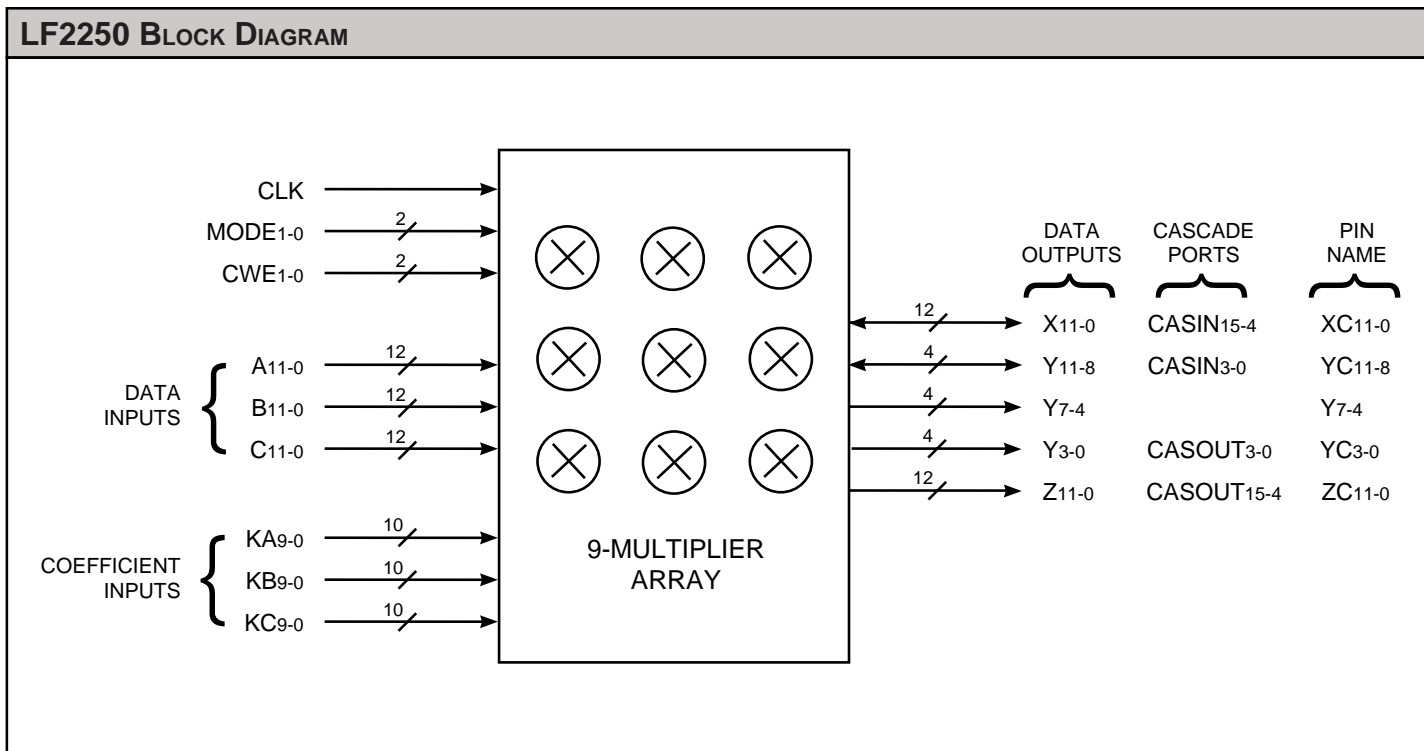 LF2250 BLOCK DIAGRAM
CLK
MODE1-0 2
CWE1-0 2
DATA INPUTS
A11-0 12
B11-0 12
C11-0 12
COEFFICIENT INPUTS
KA9-0 10
KB9-0 10
KC9-0 10
9-MULTIPLIER
ARRAY
DATA OUTPUTS CASCADE PORTS PIN NAME
12 X11-0 CASIN15-4 XC11-0
4 Y11-8 CASIN3-0 YC11-8
4 Y7-4 Y7-4
4 Y3-0 CASOUT3-0 YC3-0
12 Z11-0 CASOUT15-4 ZC11-0